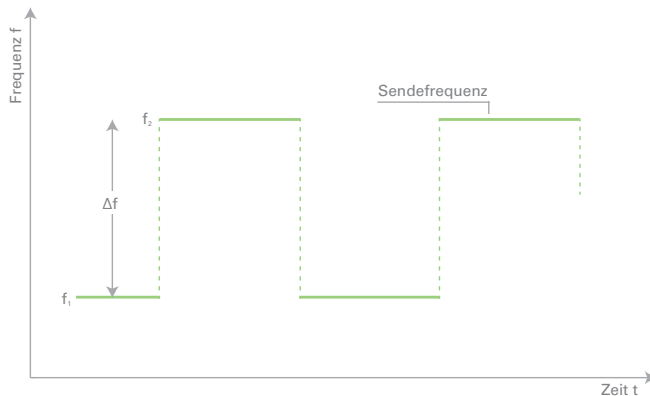 Frequenz f
Sendefrequenz
f₂
Δf
f₁
Zeit t